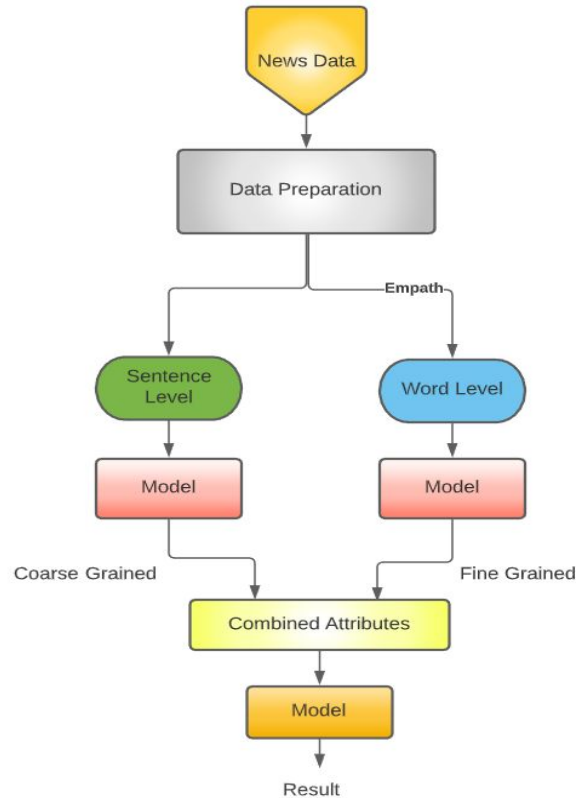 News Data
Data Preparation
Empath
Sentence
Level
Word Level
Model
Model
Coarse Grained
Fine Grained
Combined Attributes
Model
Result